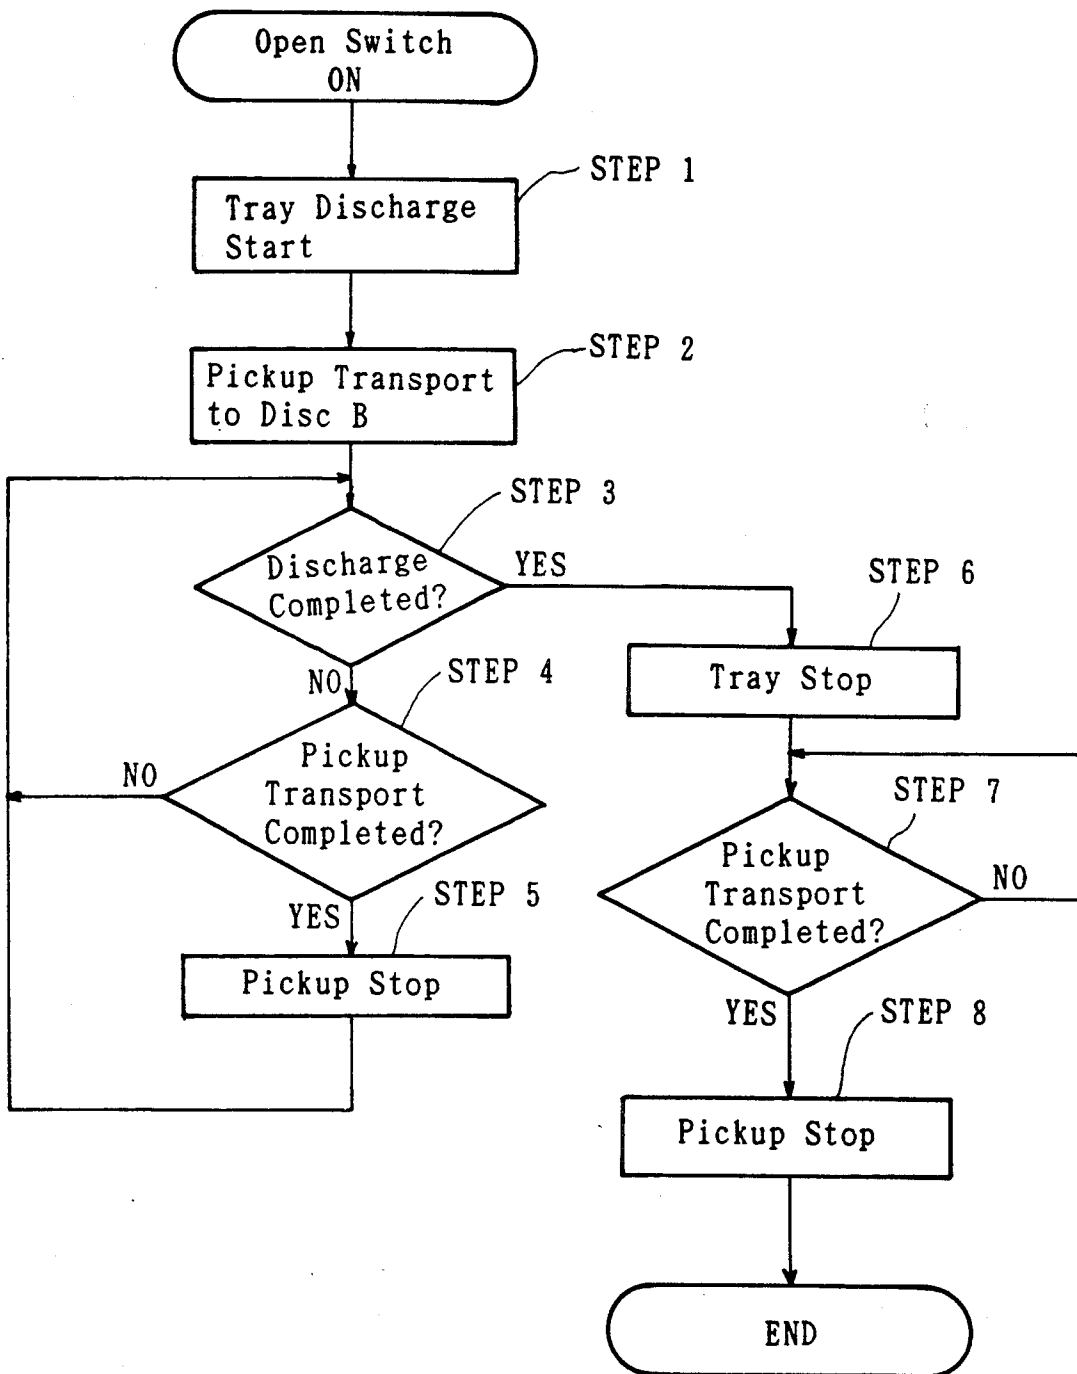 Open Switch
ON
STEP 1
Tray Discharge
Start
STEP 2
Pickup Transport
to Disc B
STEP 3
Discharge
Completed?
YES
NO
STEP 4
Pickup
Transport
Completed?
NO
YES
STEP 5
Pickup Stop
STEP 6
Tray Stop
STEP 7
Pickup
Transport
Completed?
NO
YES
STEP 8
Pickup Stop
END